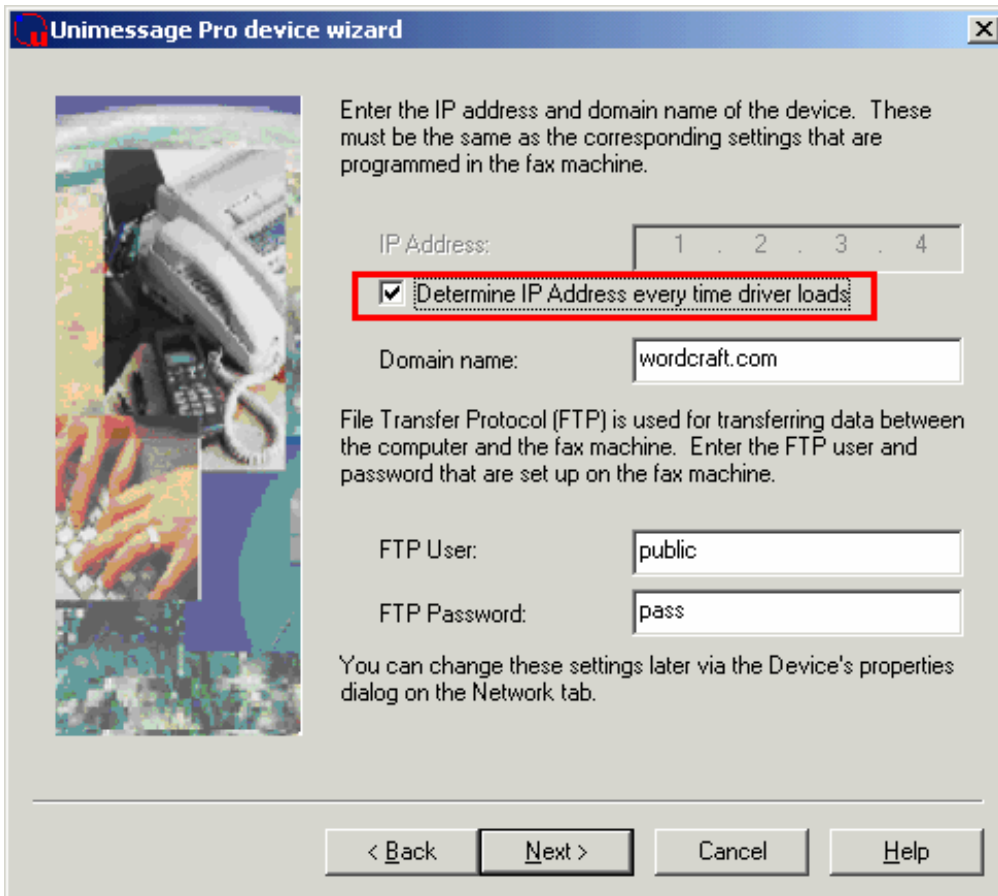 Unimessage Pro device wizard
Enter the IP address and domain name of the device. These
must be the same as the corresponding settings that are
programmed in the fax machine.
IP Address: 1 . 2 . 3 . 4
Determine IP Address every time driver loads
Domain name: wordcraft.com
File Transfer Protocol (FTP) is used for transferring data between
the computer and the fax machine. Enter the FTP user and
password that are set up on the fax machine.
FTP User: public
FTP Password: pass
You can change these settings later via the Device's properties
dialog on the Network tab.
< Back Next > Cancel Help